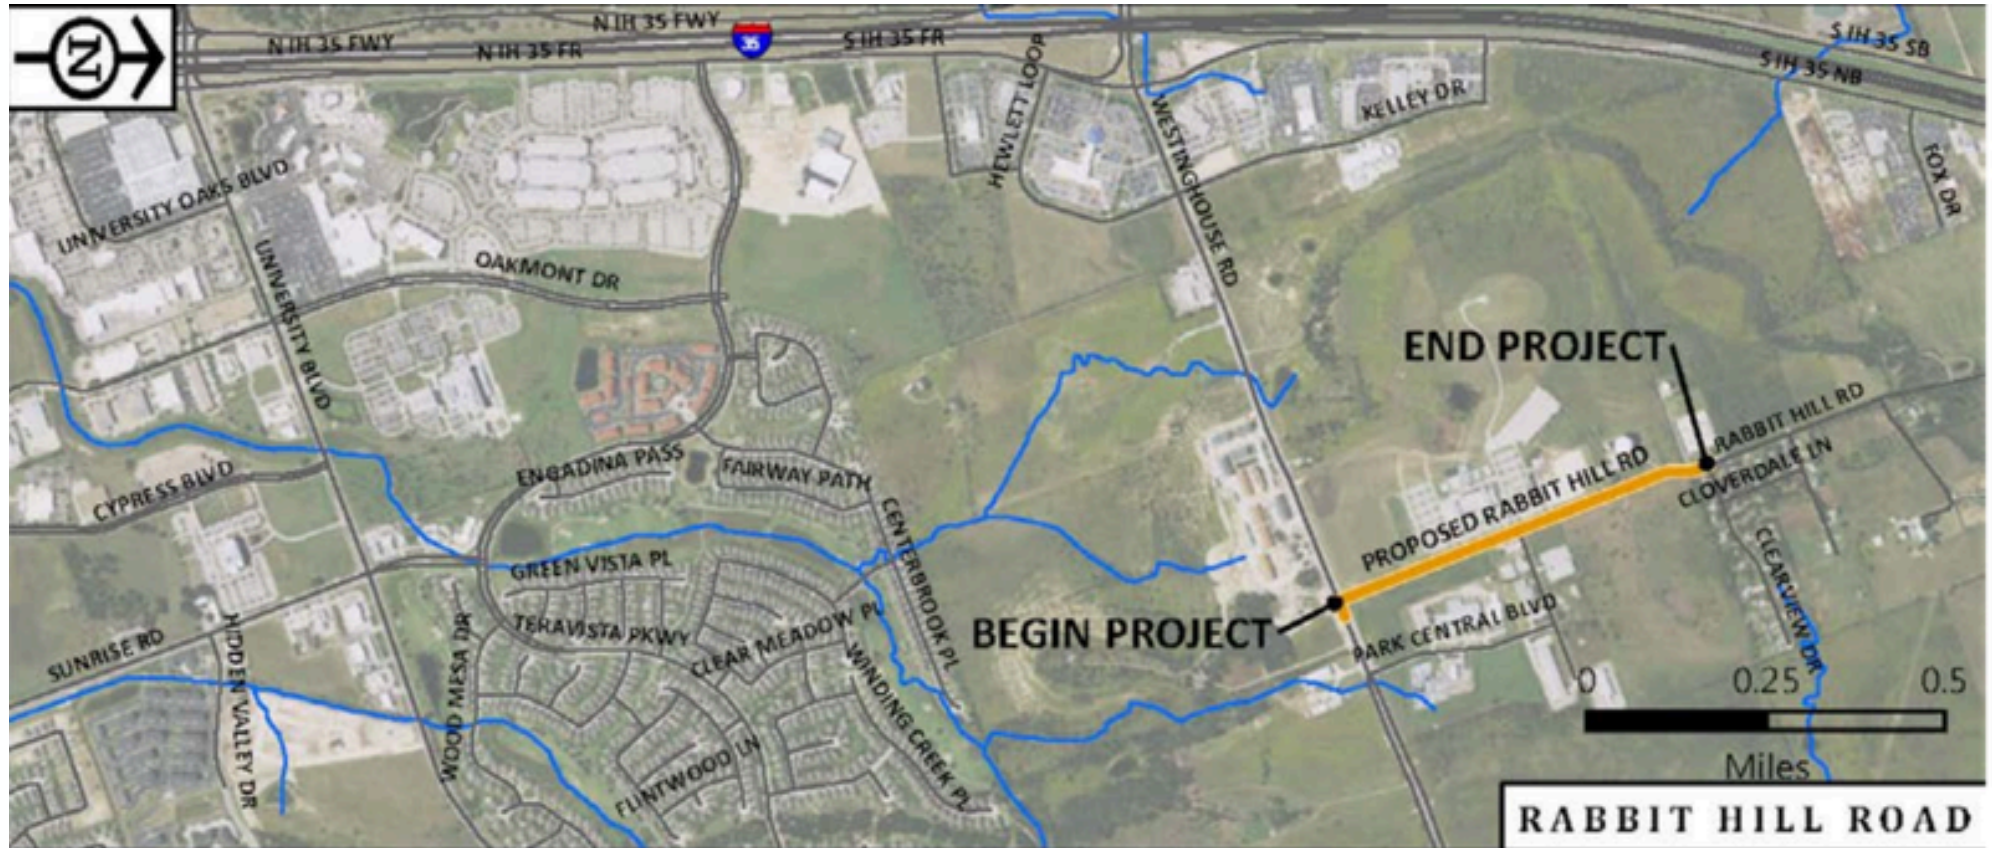 N
N IH 35 FWY
N IH 35 FWY
N IH 35 FR
35
S IH 35 FR
S IH 35 SB
S IH 35 NB
HEWLETT LOOP
WESTINGHOUSE RD
KELLEY DR
FOX DR
UNIVERSITY OAKS BLVD
UNIVERSITY BLVD
OAKMONT DR
END PROJECT
RABBIT HILL RD
CLOVERDALE LN
PROPOSED RABBIT HILL RD
CYPRESS BLVD
ENCADINA PASS
FAIRWAY PATH
CENTERBROOK PL
GREEN VISTA PL
CLEARVIEW DR
BEGIN PROJECT
PARK CENTRAL BLVD
SUNRISE RD
HIDDEN VALLEY DR
WOOD MESA DR
TERAVISTA PKWY
CLEAR MEADOW PL
WINDING CREEK PL
FLINTWOOD LN
0 0.25 0.5
Miles
RABBIT HILL ROAD